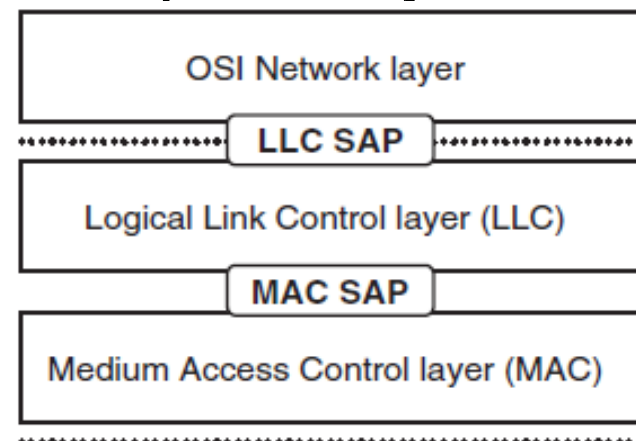 OSI Network layer
LLC SAP
Logical Link Control layer (LLC)
MAC SAP
Medium Access Control layer (MAC)